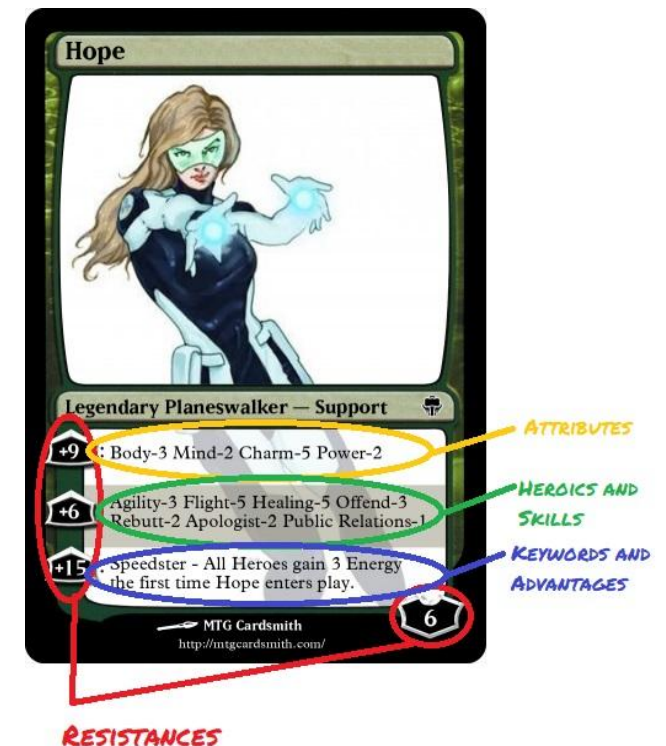 Hope
Legendary Planeswalker — Support
+9 : Body-3 Mind-2 Charm-5 Power-2
ATTRIBUTES
+6 Agility-3 Flight-5 Healing-5 Offend-3
Rebutt-2 Apologist-2 Public Relations-1
HEROICS AND
SKILLS
+15 : Speedster - All Heroes gain 3 Energy
the first time Hope enters play.
KEYWORDS AND
ADVANTAGES
6
MTG Cardsmith
http://mtgcardsmith.com/
RESISTANCES